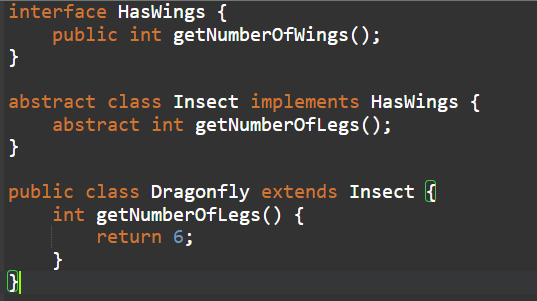 interface HasWings {
    public int getNumberOfWings();
}

abstract class Insect implements HasWings {
    abstract int getNumberOfLegs();
}

public class Dragonfly extends Insect {
    int getNumberOfLegs() {
        return 6;
    }
}